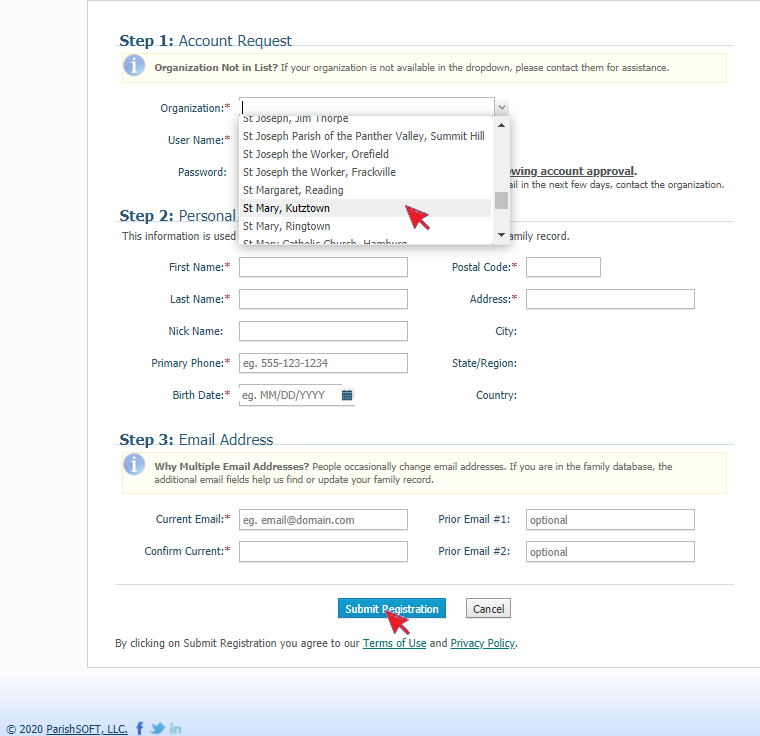 Step 1: Account Request
Organization Not in List? If your organization is not available in the dropdown, please contact them for assistance.
Organization:*
St Joseph, Jim Thorpe
User Name:*
St Joseph Parish of the Panther Valley, Summit Hill
St Joseph the Worker, Orefield
Password:
St Joseph the Worker, Frackville
owing account approval.
St Margaret, Reading
ail in the next few days, contact the organization.
St Mary, Kutztown
Step 2: Personal
St Mary, Ringtown
This information is used
amily record.
St Mary Catholic Church, Hamburg
First Name:*
Postal Code:*
Last Name:*
Address:*
Nick Name:
City:
Primary Phone:* eg. 555-123-1234
State/Region:
Birth Date:* eg. MM/DD/YYYY
Country:
Step 3: Email Address
Why Multiple Email Addresses? People occasionally change email addresses. If you are in the family database, the
additional email fields help us find or update your family record.
Current Email:* eg. email@domain.com
Prior Email #1: optional
Confirm Current:*
Prior Email #2: optional
Submit Registration
Cancel
By clicking on Submit Registration you agree to our Terms of Use and Privacy Policy.
© 2020 ParishSOFT, LLC.